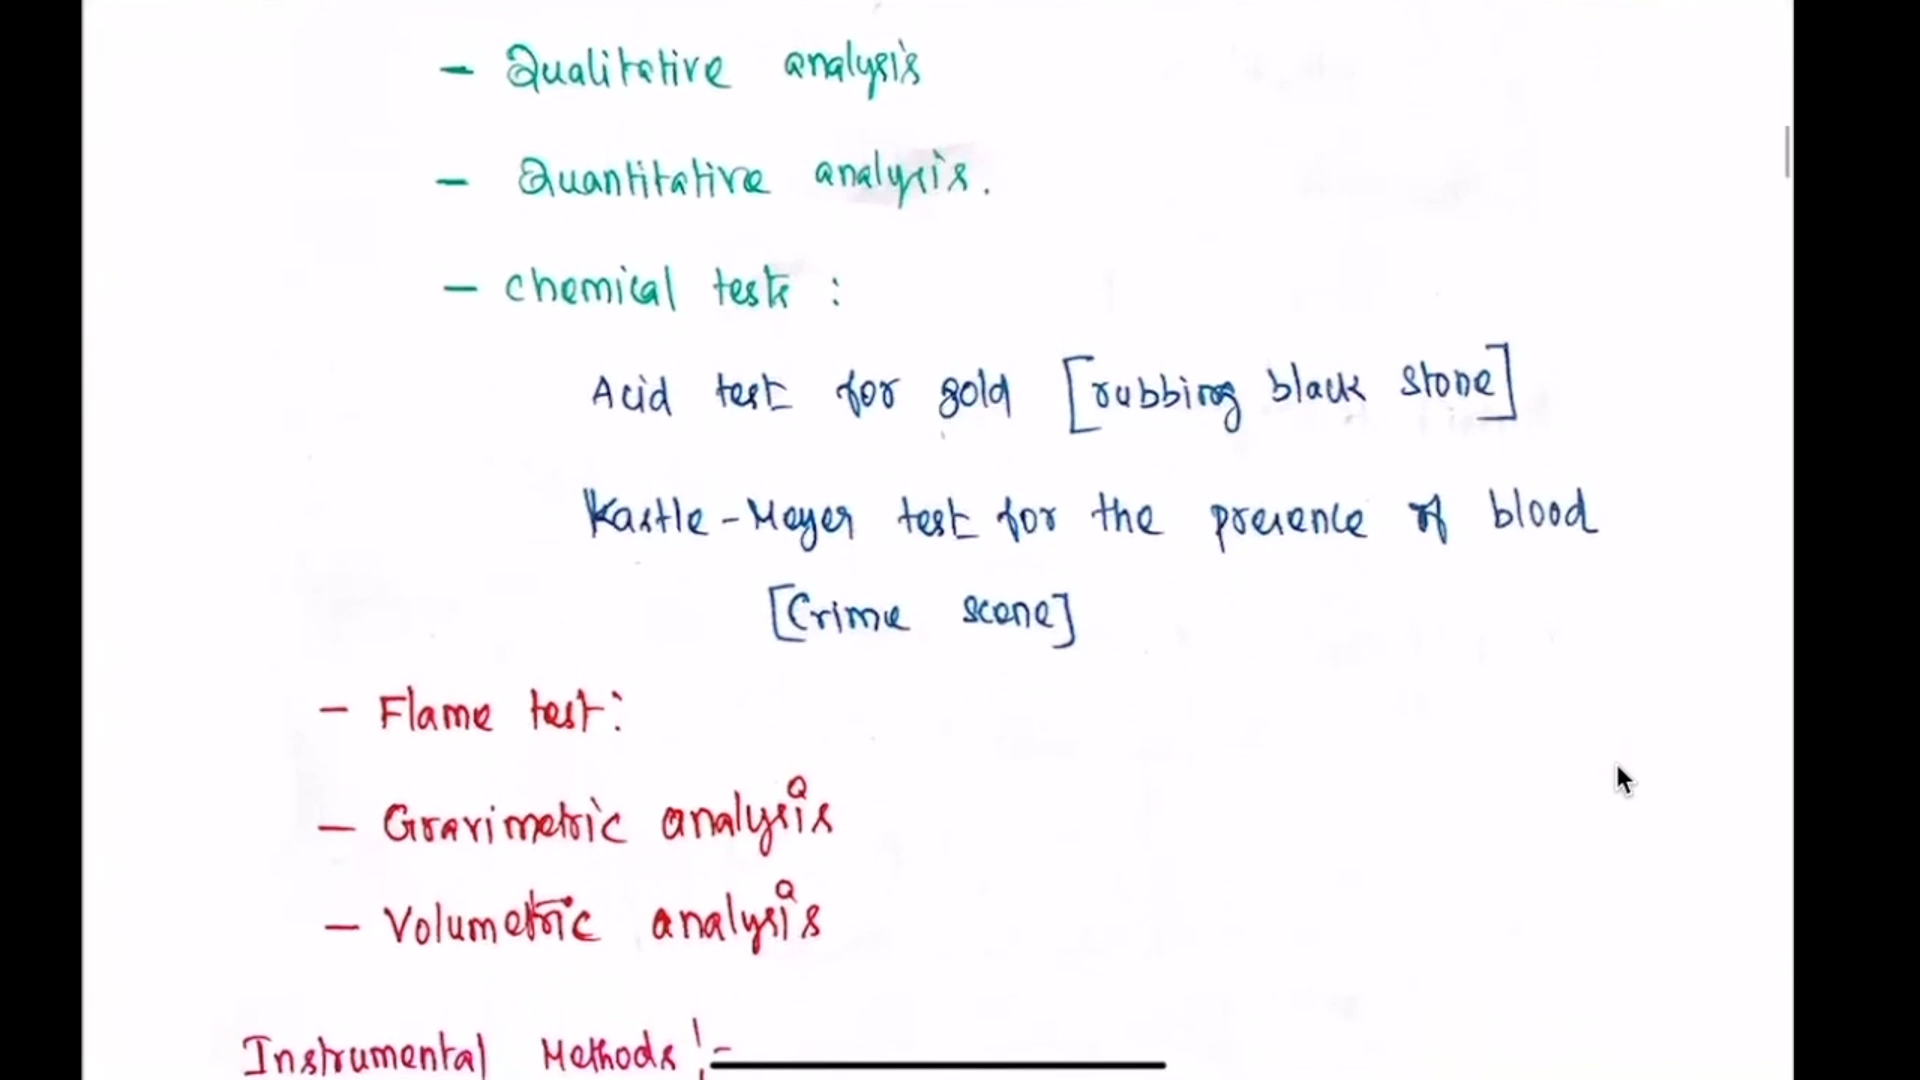 - Qualitative analysis
- Quantitative analysis.
- chemical tests :
Acid test for gold [rubbing black stone]
Kastle-Meyer test for the presence of blood
[Crime scene]
- Flame test:
- Gravimetric analysis
- Volumetric analysis
Instrumental Methods :-